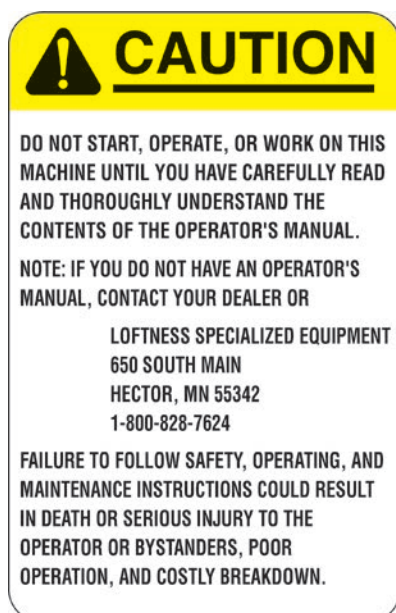 CAUTION
DO NOT START, OPERATE, OR WORK ON THIS
MACHINE UNTIL YOU HAVE CAREFULLY READ
AND THOROUGHLY UNDERSTAND THE
CONTENTS OF THE OPERATOR'S MANUAL.
NOTE: IF YOU DO NOT HAVE AN OPERATOR'S
MANUAL, CONTACT YOUR DEALER OR
LOFTNESS SPECIALIZED EQUIPMENT
650 SOUTH MAIN
HECTOR, MN 55342
1-800-828-7624
FAILURE TO FOLLOW SAFETY, OPERATING, AND
MAINTENANCE INSTRUCTIONS COULD RESULT
IN DEATH OR SERIOUS INJURY TO THE
OPERATOR OR BYSTANDERS, POOR
OPERATION, AND COSTLY BREAKDOWN.